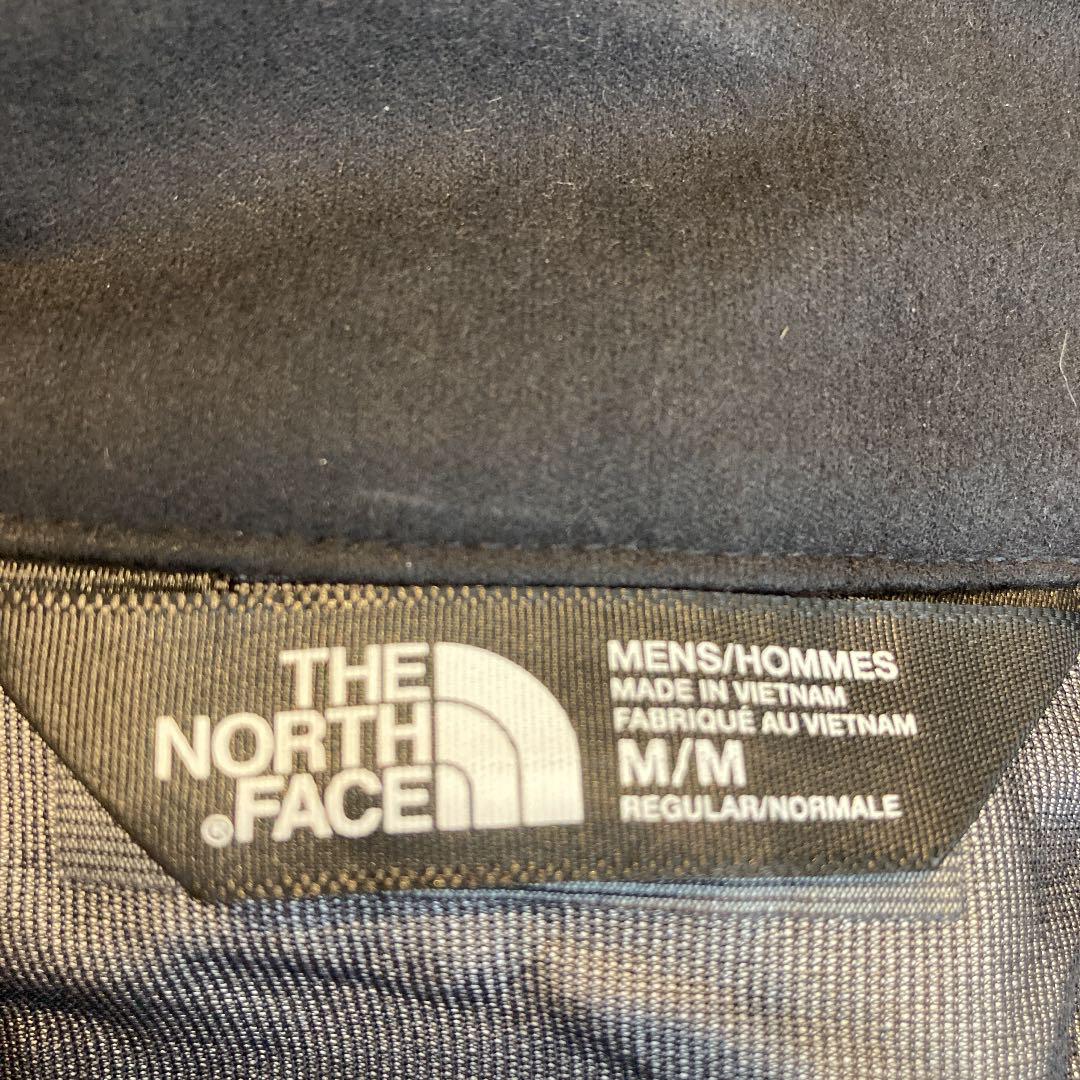 THE
NORTH
®FACE
MENS/HOMMES
MADE IN VIETNAM
FABRIQUÉ AU VIETNAM
M/M
REGULAR/NORMALE